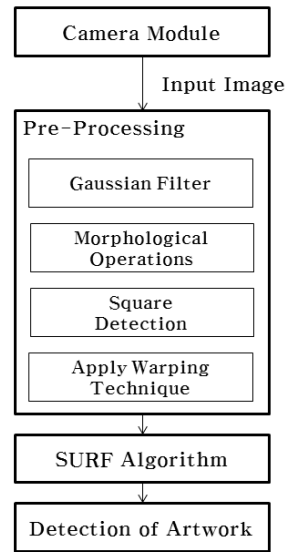 Camera Module
Input Image
Pre-Processing
Gaussian Filter
Morphological
Operations
Square
Detection
Apply Warping
Technique
SURF Algorithm
Detection of Artwork